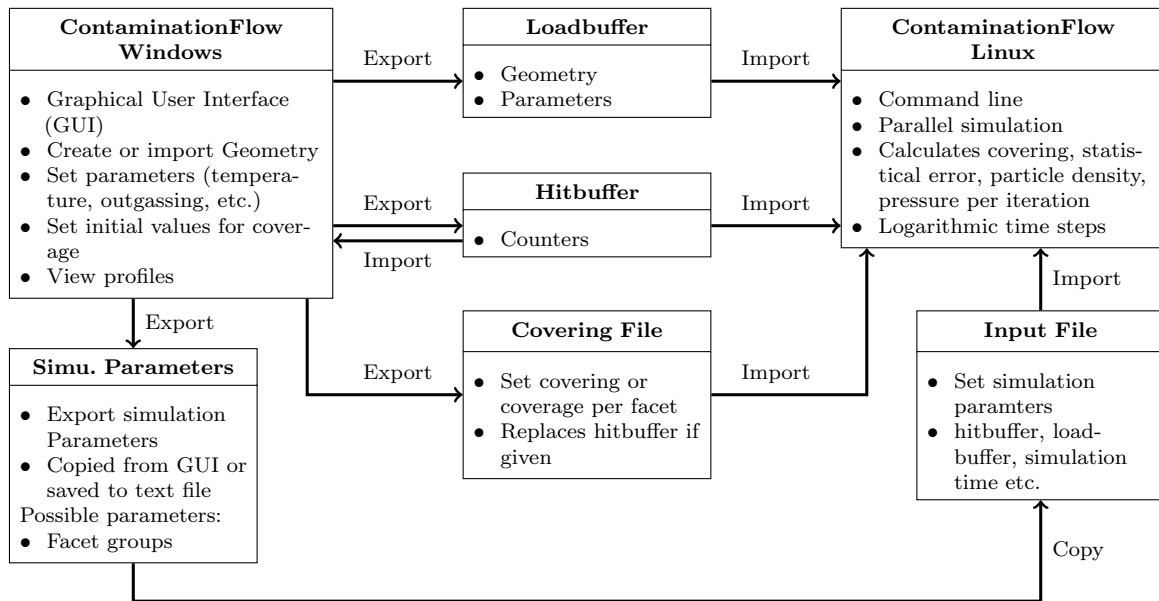 ContaminationFlow
Windows
● Graphical User Interface
(GUI)
● Create or import Geometry
● Set parameters (tempera-
ture, outgassing, etc.)
● Set initial values for cover-
age
● View profiles
Export
Loadbuffer
● Geometry
● Parameters
Import
ContaminationFlow
Linux
● Command line
● Parallel simulation
● Calculates covering, statis-
tical error, particle density,
pressure per iteration
● Logarithmic time steps
Export
Import
Hitbuffer
● Counters
Import
Export
Covering File
● Set covering or
coverage per facet
● Replaces hitbuffer if
given
Import
Import
Input File
● Set simulation
paramters
● hitbuffer, load-
buffer, simulation
time etc.
Export
Simu. Parameters
● Export simulation
Parameters
● Copied from GUI or
saved to text file
Possible parameters:
● Facet groups
Copy